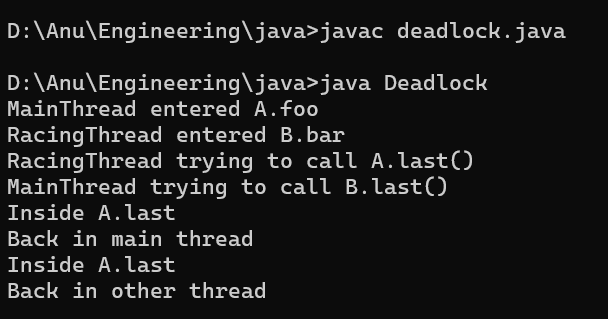 D:\Anu\Engineering\java>javac deadlock.java
D:\Anu\Engineering\java>java Deadlock
MainThread entered A.foo
RacingThread entered B.bar
RacingThread trying to call A.last()
MainThread trying to call B.last()
Inside A.last
Back in main thread
Inside A.last
Back in other thread